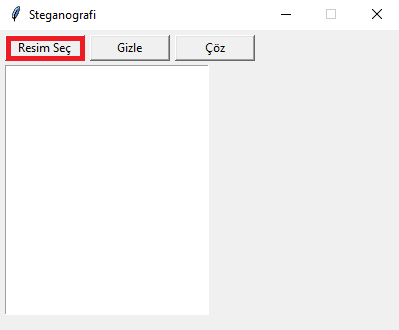 Steganografi
Resim Seç Gizle Çöz